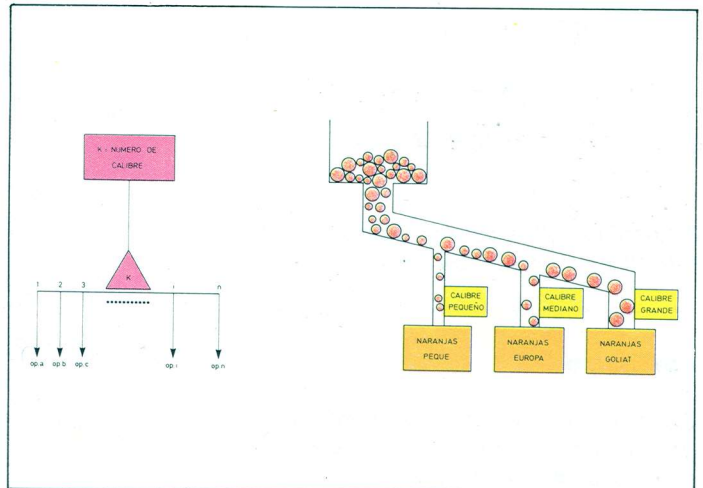 K = NUMERO DE
CALIBRE
K
1 2 3 i n
op.a op.b op.c op.i op.n
CALIBRE
PEQUEÑO
CALIBRE
MEDIANO
CALIBRE
GRANDE
NARANJAS
PEQUE
NARANJAS
EUROPA
NARANJAS
GOLIAT